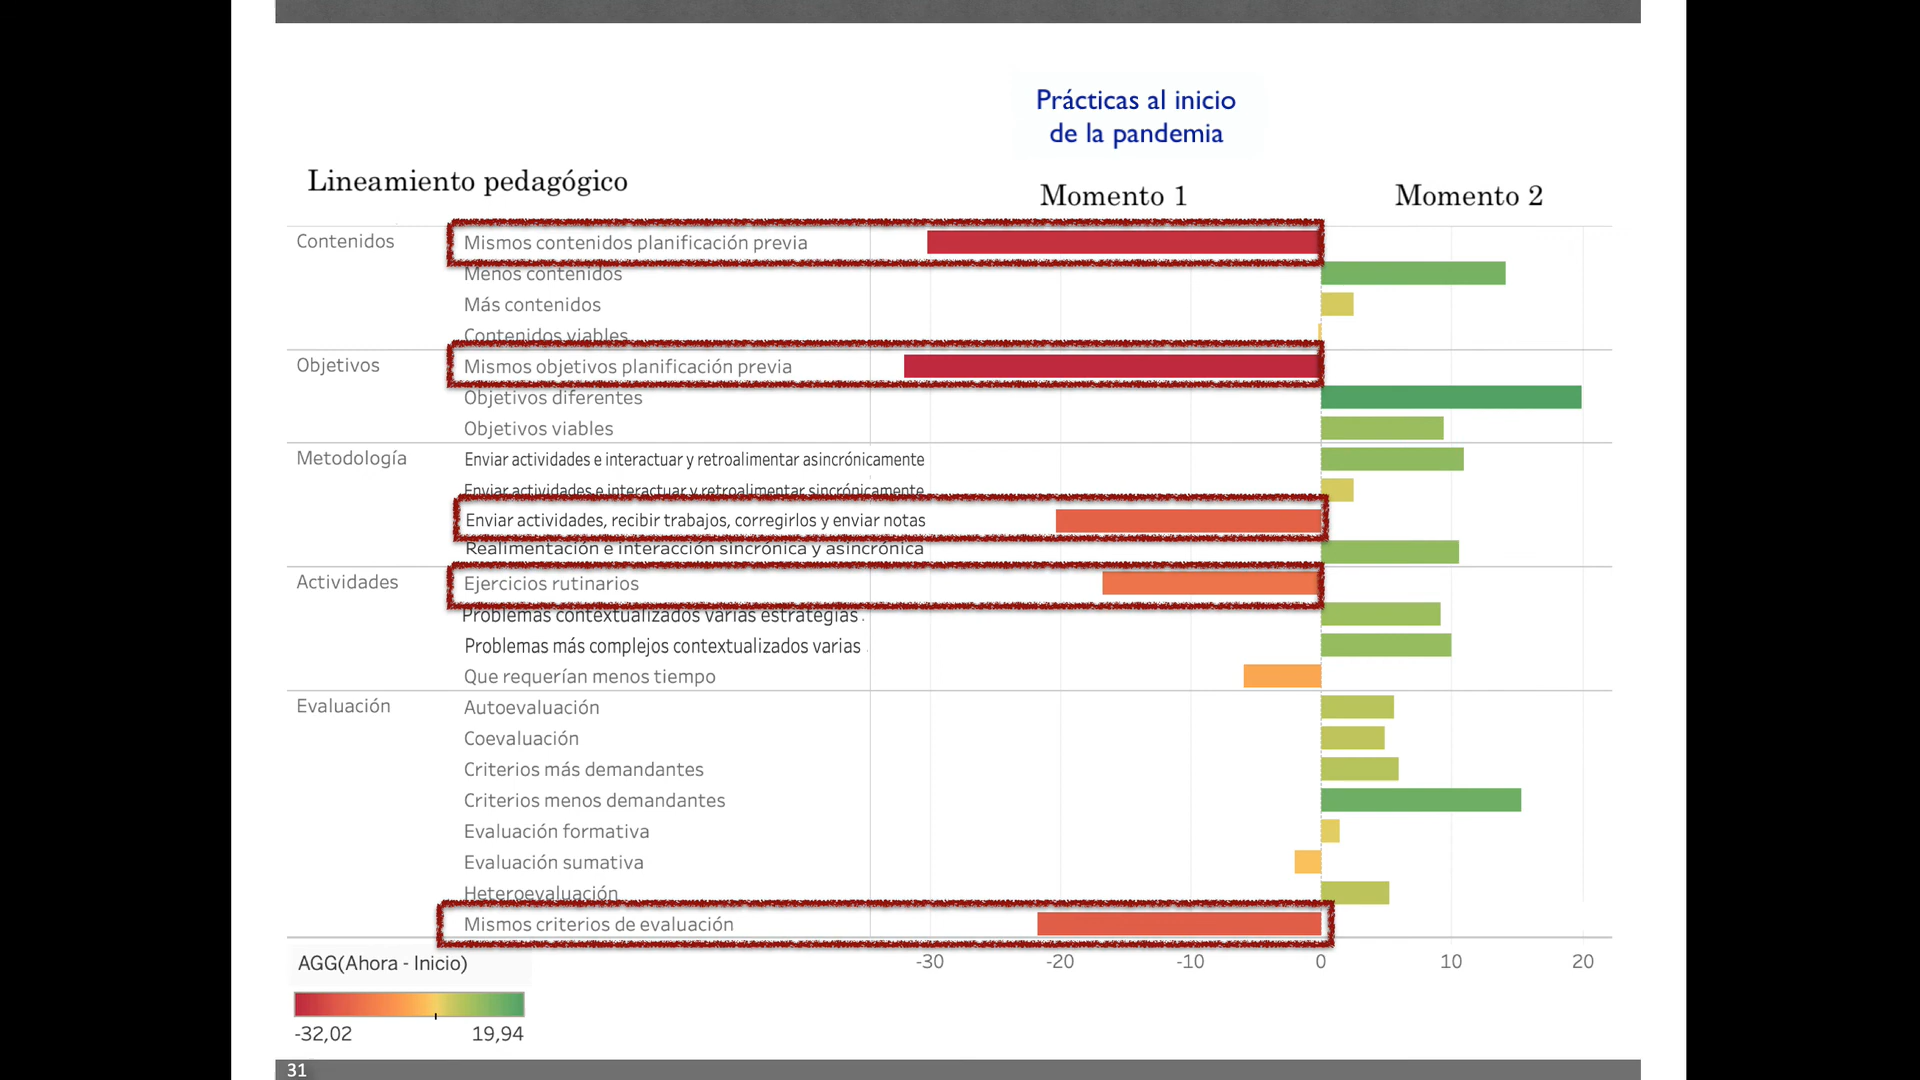 Prácticas al inicio
de la pandemia
Lineamiento pedagógico
Momento 1
Momento 2
Contenidos
Mismos contenidos planificación previa
Menos contenidos
Más contenidos
Contenidos viables
Objetivos
Mismos objetivos planificación previa
Objetivos diferentes
Objetivos viables
Metodología
Enviar actividades e interactuar y retroalimentar asincrónicamente
Enviar actividades e interactuar y retroalimentar sincrónicamente
Enviar actividades, recibir trabajos, corregirlos y enviar notas
Realimentación e interacción sincrónica y asincrónica
Actividades
Ejercicios rutinarios
Problemas contextualizados varias estrategias
Problemas más complejos contextualizados varias
Que requerían menos tiempo
Evaluación
Autoevaluación
Coevaluación
Criterios más demandantes
Criterios menos demandantes
Evaluación formativa
Evaluación sumativa
Heteroevaluación
Mismos criterios de evaluación
-30 -20 -10 0 10 20
AGG(Ahora - Inicio)
-32,02 19,94
31